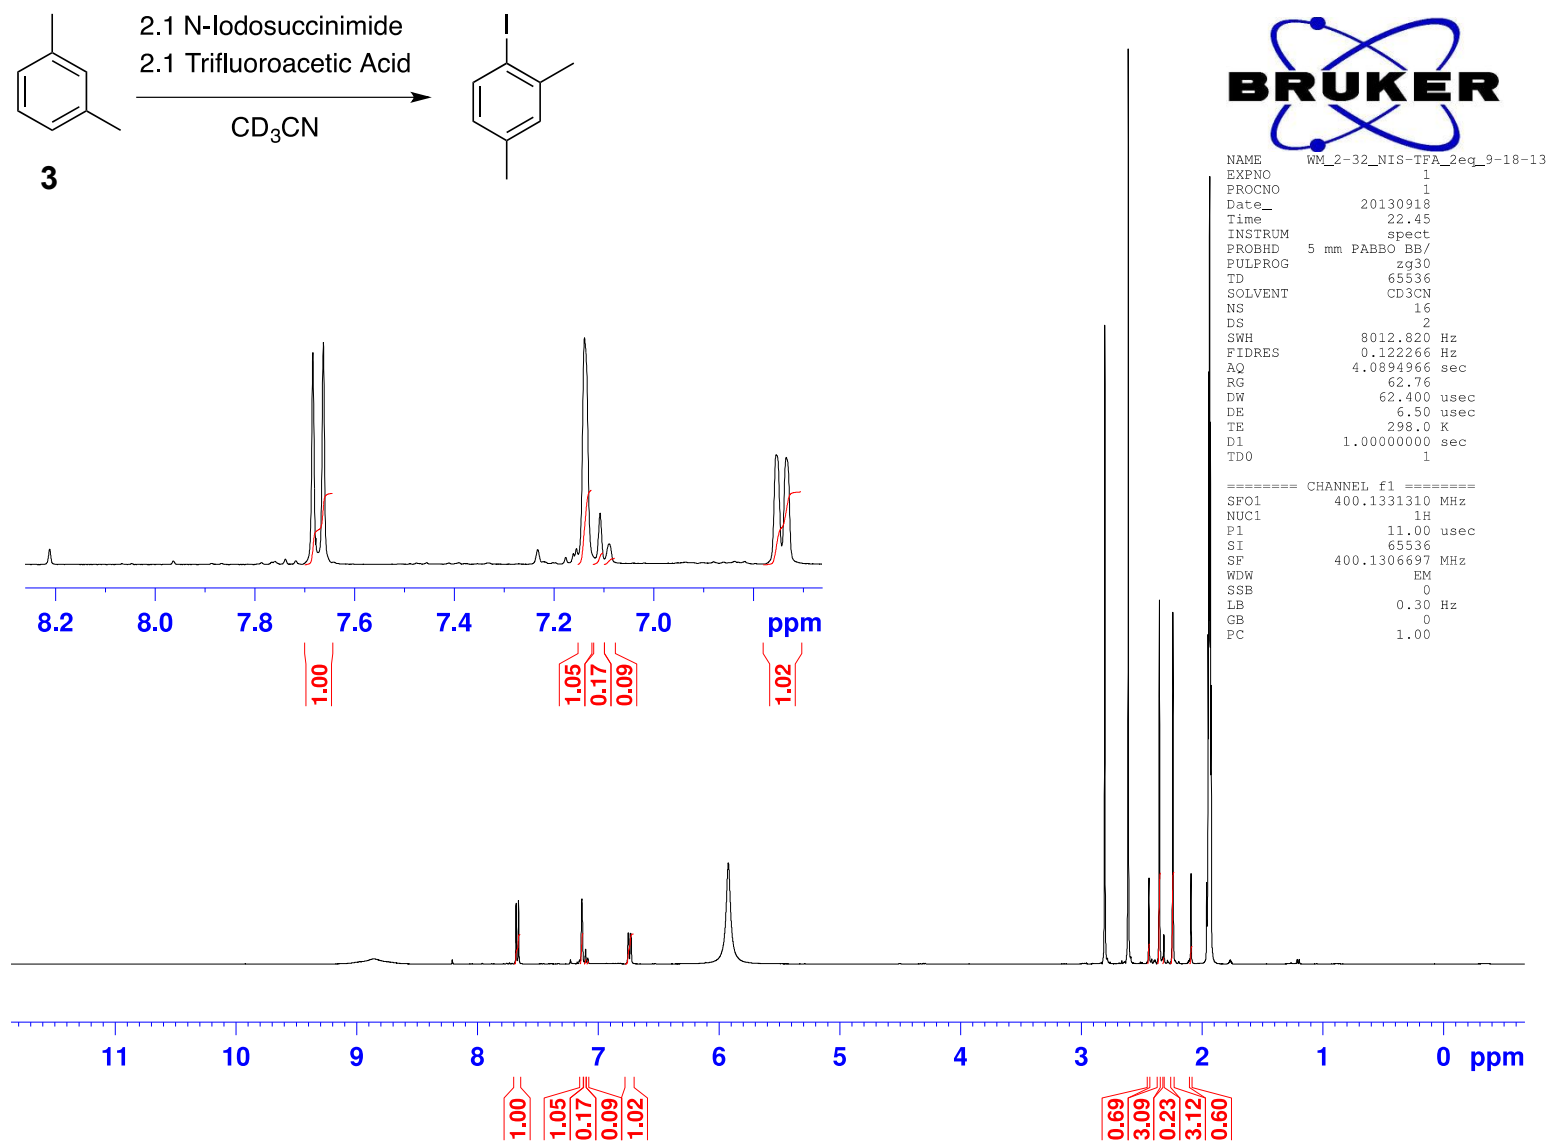 2.1 N-Iodosuccinimide
2.1 Trifluoroacetic Acid
CD3CN
I
3
BRUKER
NAME WM_2-32_NIS-TFA_2eq_9-18-13
EXPNO 1
PROCNO 1
Date_ 20130918
Time 22.45
INSTRUM spect
PROBHD 5 mm PABBO BB/
PULPROG zg30
TD 65536
SOLVENT CD3CN
NS 16
DS 2
SWH 8012.820 Hz
FIDRES 0.122266 Hz
AQ 4.0894966 sec
RG 62.76
DW 62.400 usec
DE 6.50 usec
TE 298.0 K
D1 1.00000000 sec
TD0 1
======== CHANNEL f1 ========
SFO1 400.1331310 MHz
NUC1 1H
P1 11.00 usec
SI 65536
SF 400.1306697 MHz
WDW EM
SSB 0
LB 0.30 Hz
GB 0
PC 1.00
8.2 8.0 7.8 7.6 7.4 7.2 7.0 ppm
1.00 1.05 0.17 0.09 1.02
11 10 9 8 7 6 5 4 3 2 1 0 ppm
1.00 1.05 0.17 0.09 1.02 0.69 3.09 0.23 3.12 0.60